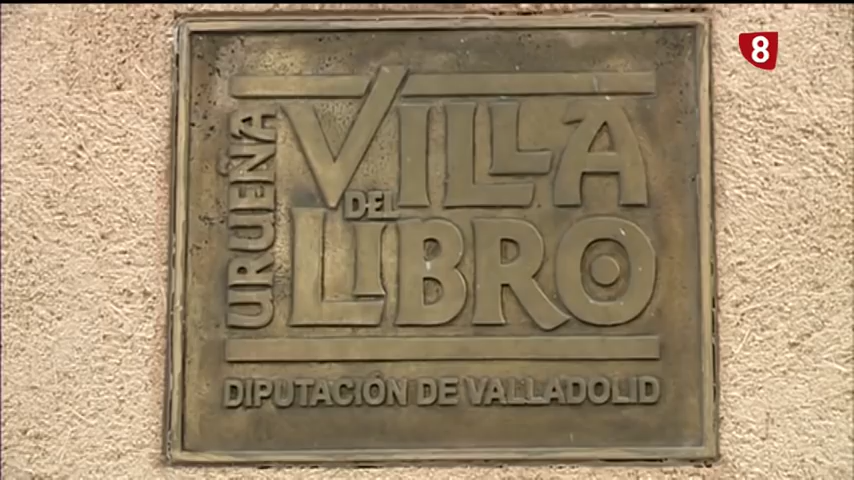 URUEÑA
VILLA
DEL
LIBRO
DIPUTACIÓN DE VALLADOLID
8